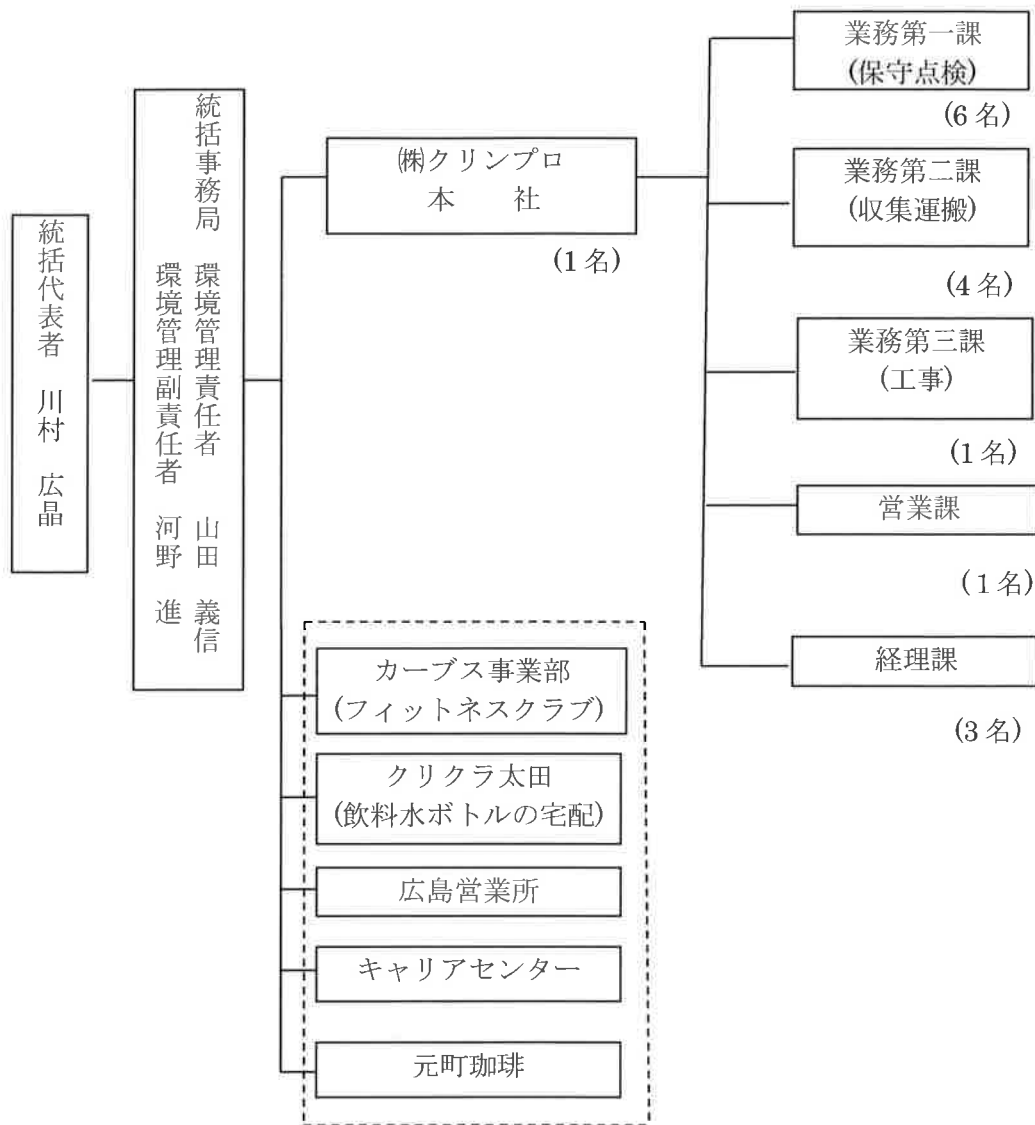 統括代表者　川村　広晶
統括事務局　環境管理責任者　山田　義信
環境管理副責任者　河野　進
㈱クリンプロ
本　　社
(1名)
業務第一課
(保守点検)
(6名)
業務第二課
(収集運搬)
(4名)
業務第三課
(工事)
(1名)
営業課
(1名)
経理課
(3名)
カーブス事業部
(フィットネスクラブ)
クリクラ太田
(飲料水ボトルの宅配)
広島営業所
キャリアセンター
元町珈琲